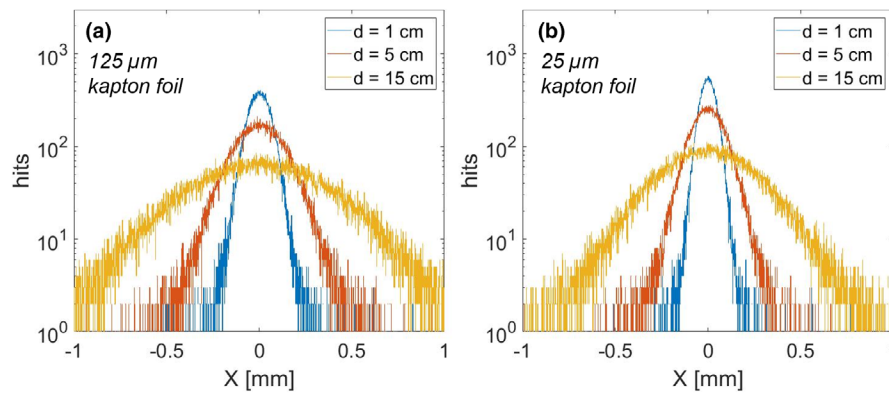 (a)
125 µm
kapton foil
d = 1 cm
d = 5 cm
d = 15 cm
10³
10²
10¹
10⁰
hits
-1 -0.5 0 0.5 1
X [mm]
(b)
25 µm
kapton foil
d = 1 cm
d = 5 cm
d = 15 cm
10³
10²
10¹
10⁰
hits
-1 -0.5 0 0.5
X [mm]